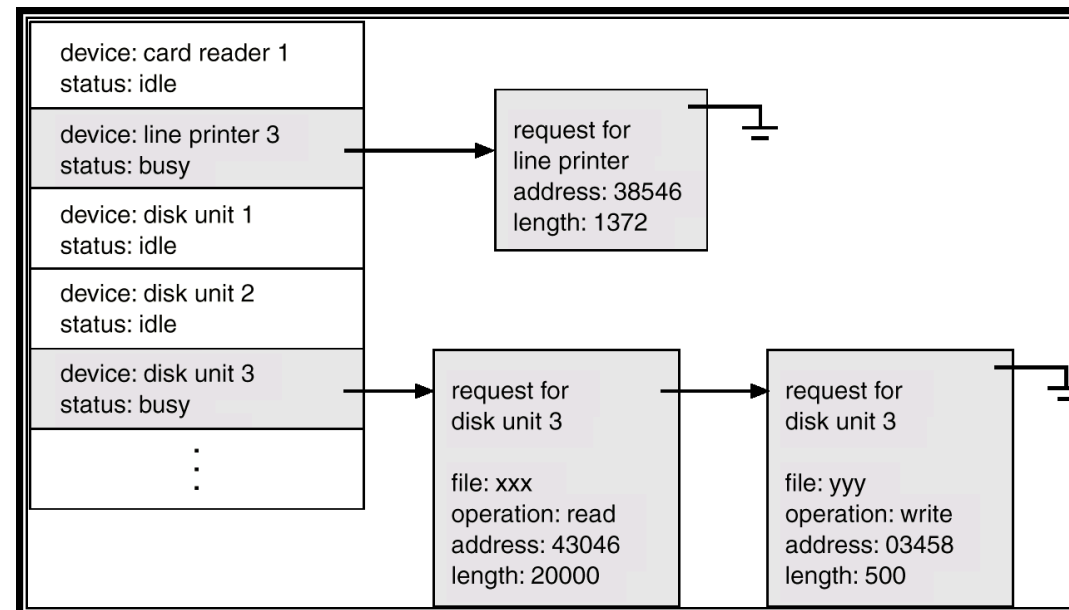 device: card reader 1
status: idle
device: line printer 3
status: busy
device: disk unit 1
status: idle
device: disk unit 2
status: idle
device: disk unit 3
status: busy
request for
line printer
address: 38546
length: 1372
request for
disk unit 3
file: xxx
operation: read
address: 43046
length: 20000
request for
disk unit 3
file: yyy
operation: write
address: 03458
length: 500